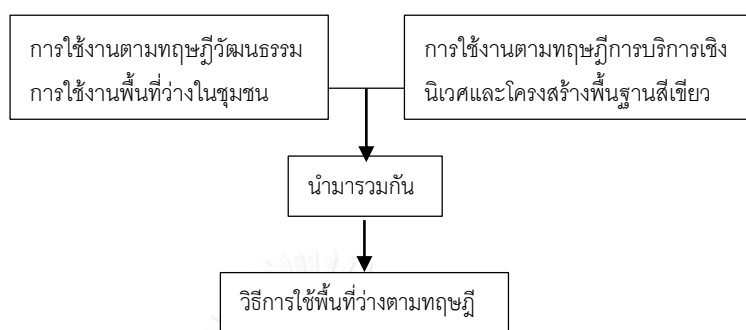 การใช้งานตามทฤษฎีวัฒนธรรม
การใช้งานพื้นที่ว่างในชุมชน
การใช้งานตามทฤษฎีการบริการเชิง
นิเวศและโครงสร้างพื้นฐานสีเขียว
นำมารวมกัน
วิธีการใช้พื้นที่ว่างตามทฤษฎี